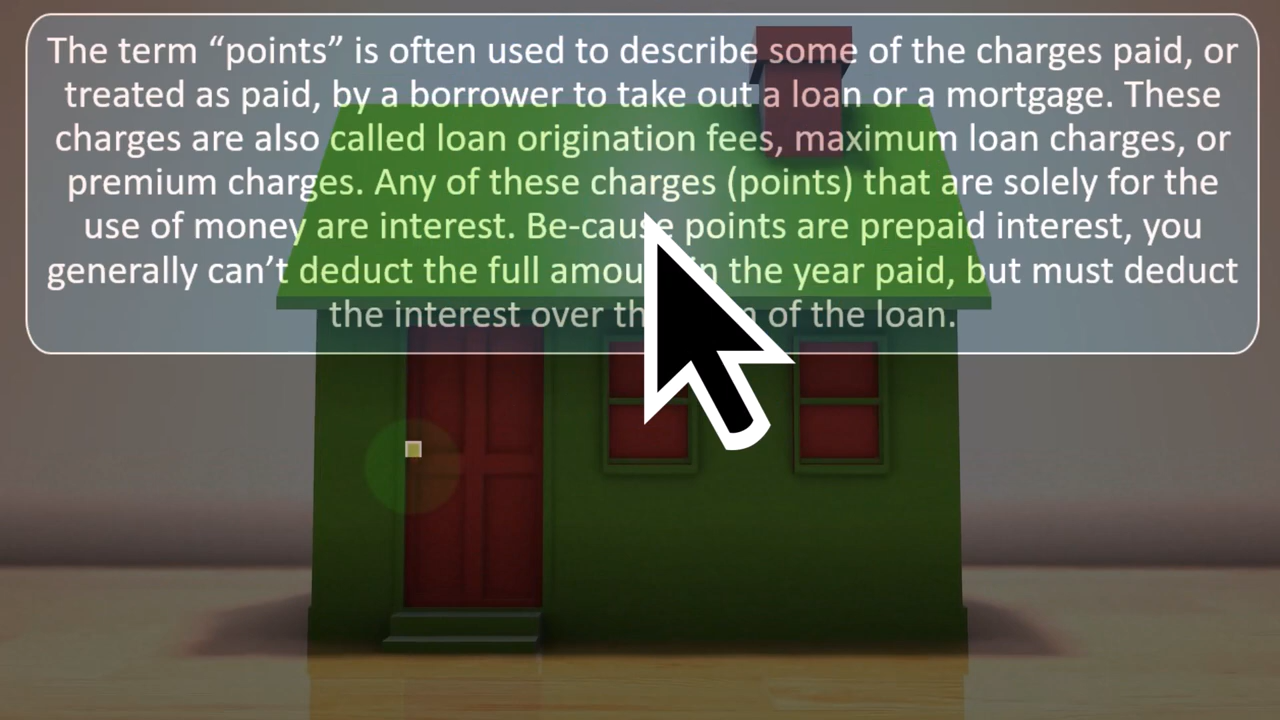 The term “points” is often used to describe some of the charges paid, or
treated as paid, by a borrower to take out a loan or a mortgage. These
charges are also called loan origination fees, maximum loan charges, or
premium charges. Any of these charges (points) that are solely for the
use of money are interest. Be-cause points are prepaid interest, you
generally can’t deduct the full in the year paid, but must deduct
the interest over of the loan.